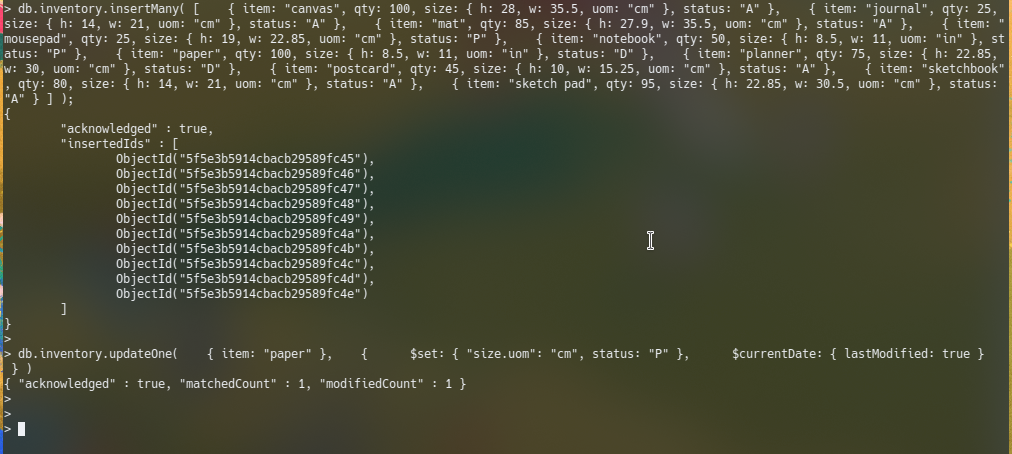 > db.inventory.insertMany( [    { item: "canvas", qty: 100, size: { h: 28, w: 35.5, uom: "cm" }, status: "A" },    { item: "journal", qty: 25,
size: { h: 14, w: 21, uom: "cm" }, status: "A" },    { item: "mat", qty: 85, size: { h: 27.9, w: 35.5, uom: "cm" }, status: "A" },    { item: "
mousepad", qty: 25, size: { h: 19, w: 22.85, uom: "cm" }, status: "P" },    { item: "notebook", qty: 50, size: { h: 8.5, w: 11, uom: "in" }, st
atus: "P" },    { item: "paper", qty: 100, size: { h: 8.5, w: 11, uom: "in" }, status: "D" },    { item: "planner", qty: 75, size: { h: 22.85,
w: 30, uom: "cm" }, status: "D" },    { item: "postcard", qty: 45, size: { h: 10, w: 15.25, uom: "cm" }, status: "A" },    { item: "sketchbook"
, qty: 80, size: { h: 14, w: 21, uom: "cm" }, status: "A" },    { item: "sketch pad", qty: 95, size: { h: 22.85, w: 30.5, uom: "cm" }, status:
"A" } ] );
{
        "acknowledged" : true,
        "insertedIds" : [
                ObjectId("5f5e3b5914cbacb29589fc45"),
                ObjectId("5f5e3b5914cbacb29589fc46"),
                ObjectId("5f5e3b5914cbacb29589fc47"),
                ObjectId("5f5e3b5914cbacb29589fc48"),
                ObjectId("5f5e3b5914cbacb29589fc49"),
                ObjectId("5f5e3b5914cbacb29589fc4a"),
                ObjectId("5f5e3b5914cbacb29589fc4b"),
                ObjectId("5f5e3b5914cbacb29589fc4c"),
                ObjectId("5f5e3b5914cbacb29589fc4d"),
                ObjectId("5f5e3b5914cbacb29589fc4e")
        ]
}
>
> db.inventory.updateOne(    { item: "paper" },    {      $set: { "size.uom": "cm", status: "P" },      $currentDate: { lastModified: true }
 } )
{ "acknowledged" : true, "matchedCount" : 1, "modifiedCount" : 1 }
>
>
>